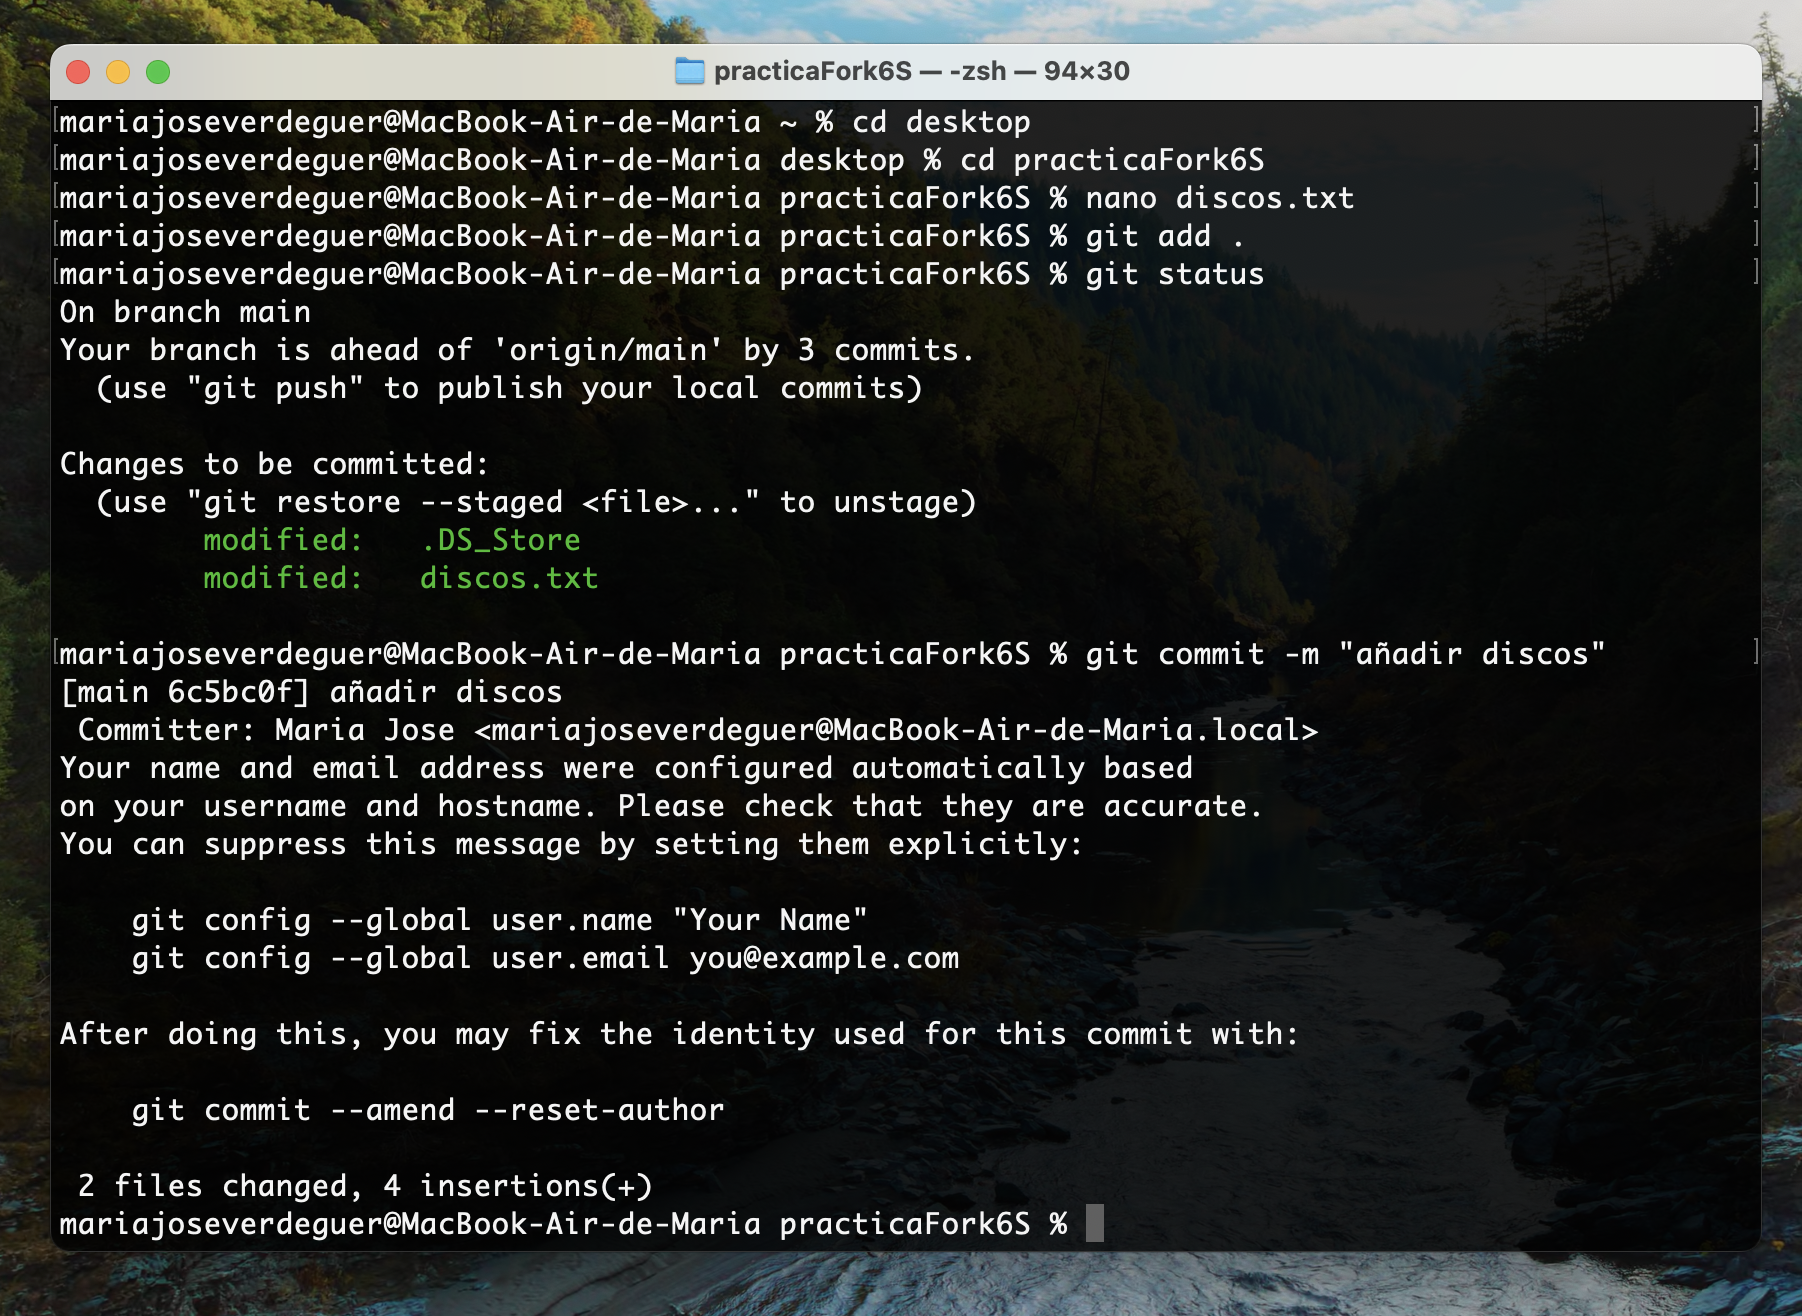 practicaFork6S — -zsh — 94×30
[mariajoseverdeguer@MacBook-Air-de-Maria ~ % cd desktop ]
[mariajoseverdeguer@MacBook-Air-de-Maria desktop % cd practicaFork6S ]
[mariajoseverdeguer@MacBook-Air-de-Maria practicaFork6S % nano discos.txt ]
[mariajoseverdeguer@MacBook-Air-de-Maria practicaFork6S % git add . ]
[mariajoseverdeguer@MacBook-Air-de-Maria practicaFork6S % git status ]
On branch main
Your branch is ahead of 'origin/main' by 3 commits.
  (use "git push" to publish your local commits)

Changes to be committed:
  (use "git restore --staged <file>..." to unstage)
        modified:   .DS_Store
        modified:   discos.txt

[mariajoseverdeguer@MacBook-Air-de-Maria practicaFork6S % git commit -m "añadir discos" ]
[main 6c5bc0f] añadir discos
 Committer: Maria Jose <mariajoseverdeguer@MacBook-Air-de-Maria.local>
Your name and email address were configured automatically based
on your username and hostname. Please check that they are accurate.
You can suppress this message by setting them explicitly:

    git config --global user.name "Your Name"
    git config --global user.email you@example.com

After doing this, you may fix the identity used for this commit with:

    git commit --amend --reset-author

 2 files changed, 4 insertions(+)
mariajoseverdeguer@MacBook-Air-de-Maria practicaFork6S %